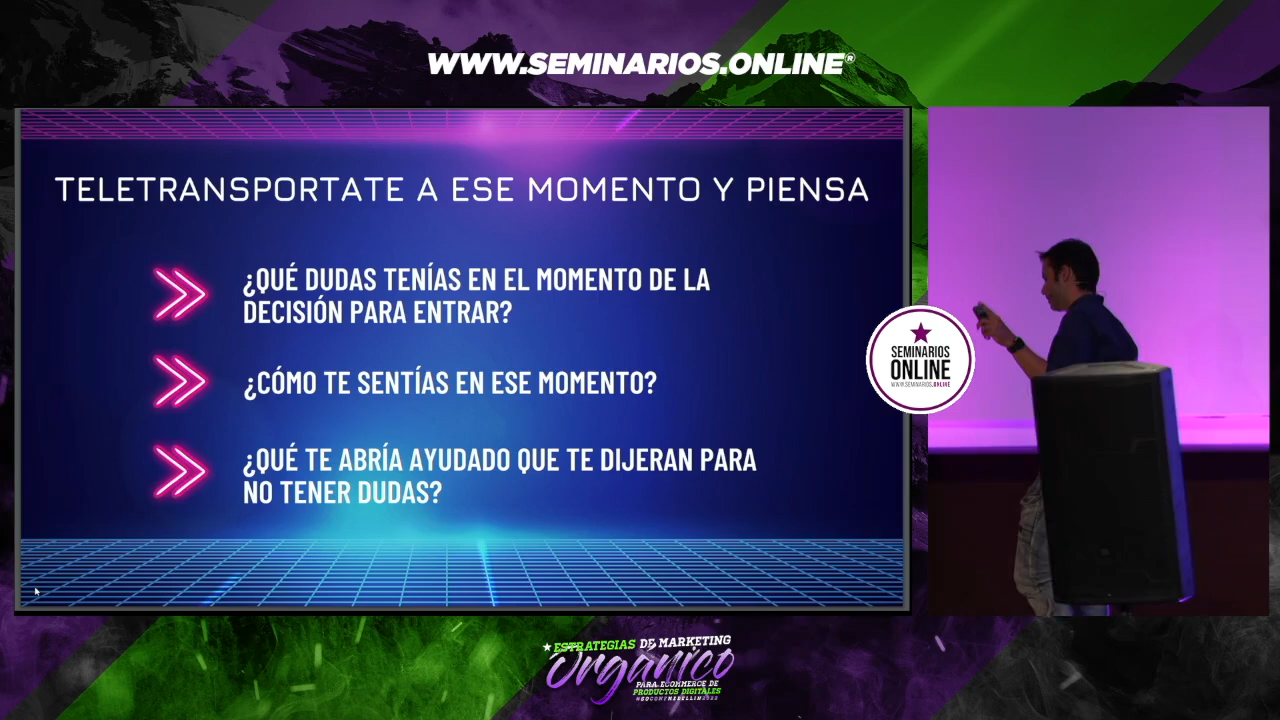 WWW.SEMINARIOS.ONLINE®
TELETRANSPORTATE A ESE MOMENTO Y PIENSA
¿QUÉ DUDAS TENÍAS EN EL MOMENTO DE LA
DECISIÓN PARA ENTRAR?
¿CÓMO TE SENTÍAS EN ESE MOMENTO?
¿QUÉ TE ABRÍA AYUDADO QUE TE DIJERAN PARA
NO TENER DUDAS?
SEMINARIOS
ONLINE
WWW.SEMINARIOS.ONLINE
ESTRATEGIAS DE MARKETING
Orgánico
PARA ECOMMERCE DE
PRODUCTOS DIGITALES